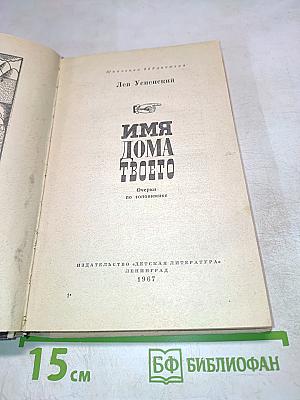 Школьная библиотека
Лев Успенский
ИМЯ
ДОМА
ТВОЕГО
Очерки
по топонимике
ИЗДАТЕЛЬСТВО «ДЕТСКАЯ ЛИТЕРАТУРА»
ЛЕНИНГРАД
1967
1*
15 см
БФ БИБЛИОФАН